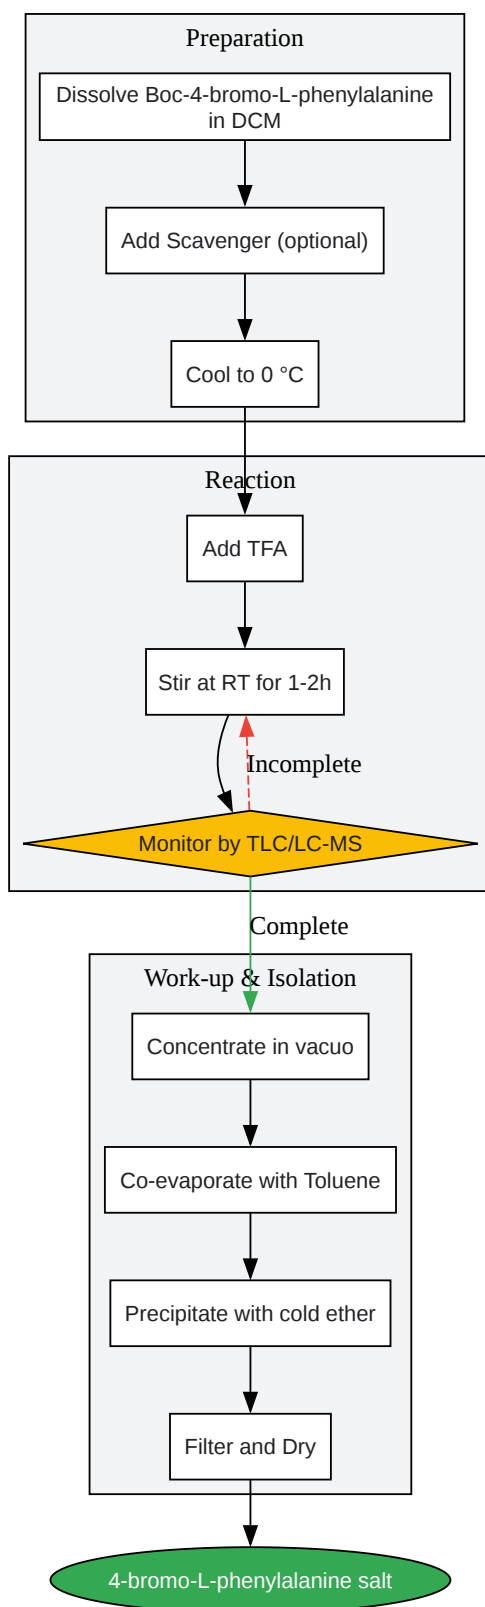 Preparation
Dissolve Boc-4-bromo-L-phenylalanine
in DCM
Add Scavenger (optional)
Cool to 0 °C
Reaction
Add TFA
Stir at RT for 1-2h
Incomplete
Monitor by TLC/LC-MS
Complete
Work-up & Isolation
Concentrate in vacuo
Co-evaporate with Toluene
Precipitate with cold ether
Filter and Dry
4-bromo-L-phenylalanine salt